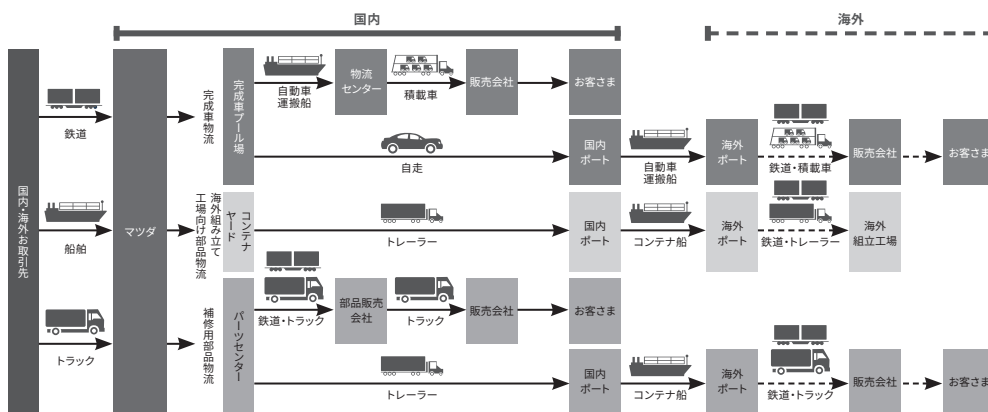 国内
海外
国内・海外お取引先
鉄道
船舶
トラック
マツダ
完成車物流
完成車プール場
自動車
運搬船
物流
センター
積載車
販売会社
お客さま
自走
国内
ポート
自動車
運搬船
海外
ポート
鉄道・積載車
販売会社
お客さま
海外組み立て
工場向け部品物流
コンテナ
ヤード
トレーラー
国内
ポート
コンテナ船
海外
ポート
鉄道・トレーラー
海外
組立工場
補修用部品物流
パーツセンター
鉄道・トラック
部品販売
会社
トラック
販売会社
お客さま
トレーラー
国内
ポート
コンテナ船
海外
ポート
鉄道・トラック
販売会社
お客さま